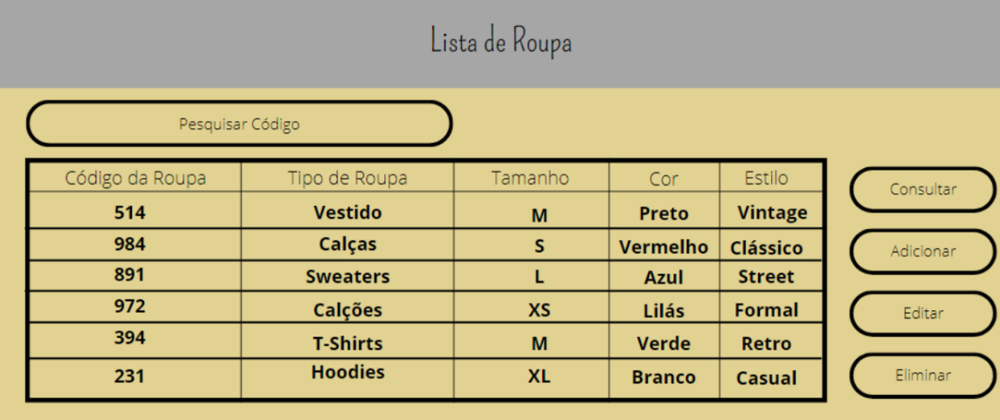 Lista de Roupa
Pesquisar Código
Código da Roupa Tipo de Roupa Tamanho Cor Estilo
514 Vestido M Preto Vintage
984 Calças S Vermelho Clássico
891 Sweaters L Azul Street
972 Calções XS Lilás Formal
394 T-Shirts M Verde Retro
231 Hoodies XL Branco Casual
Consultar
Adicionar
Editar
Eliminar